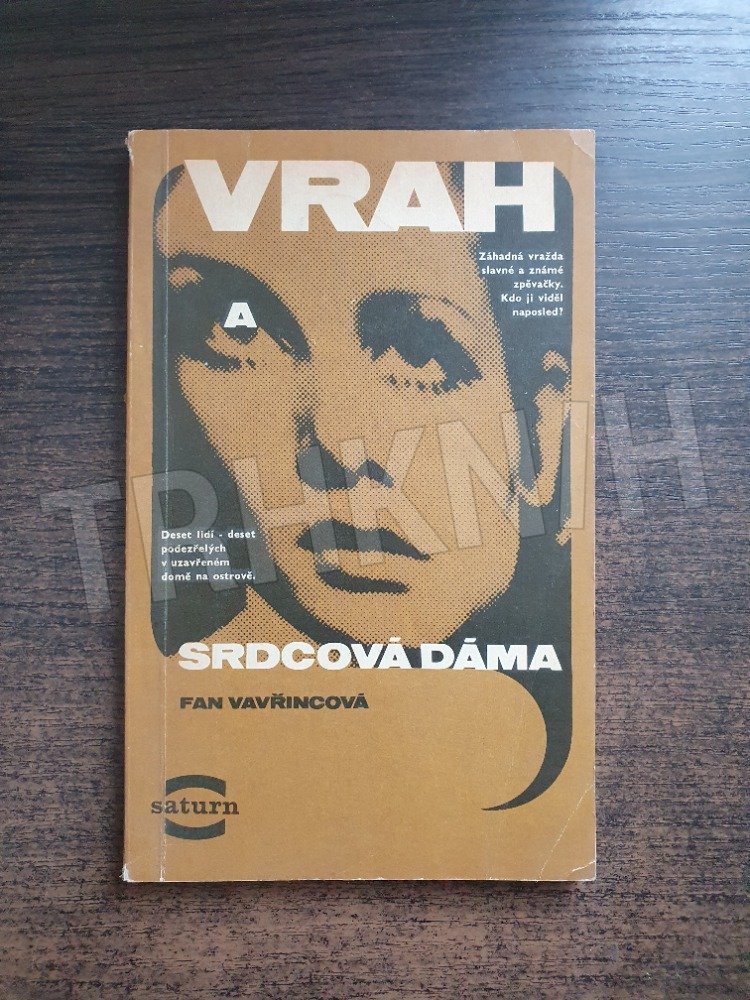 VRAH
Záhadná vražda
slavné a známé
zpěvačky.
Kdo ji viděl
naposled?
A
TRHKNIH
Deset lidí - deset
podezřelých
v uzavřeném
domě na ostrově.
SRDCOVÁ DÁMA
FAN VAVŘINCOVÁ
saturn